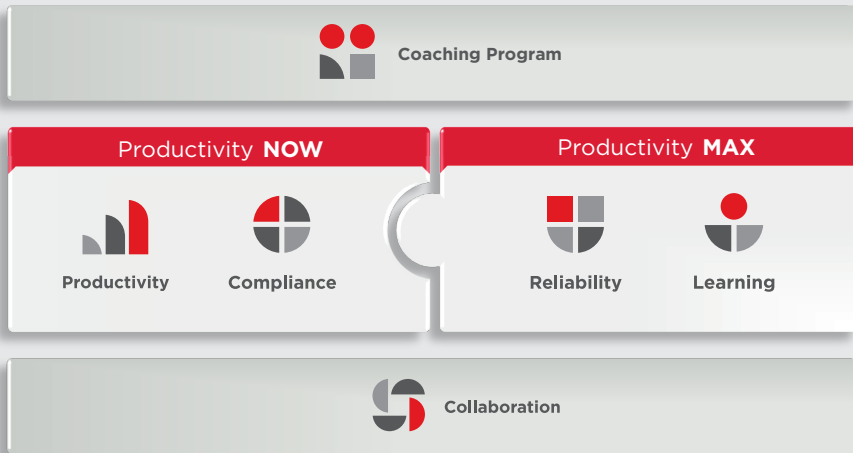 Coaching Program
Productivity NOW
Productivity MAX
Productivity
Compliance
Reliability
Learning
Collaboration